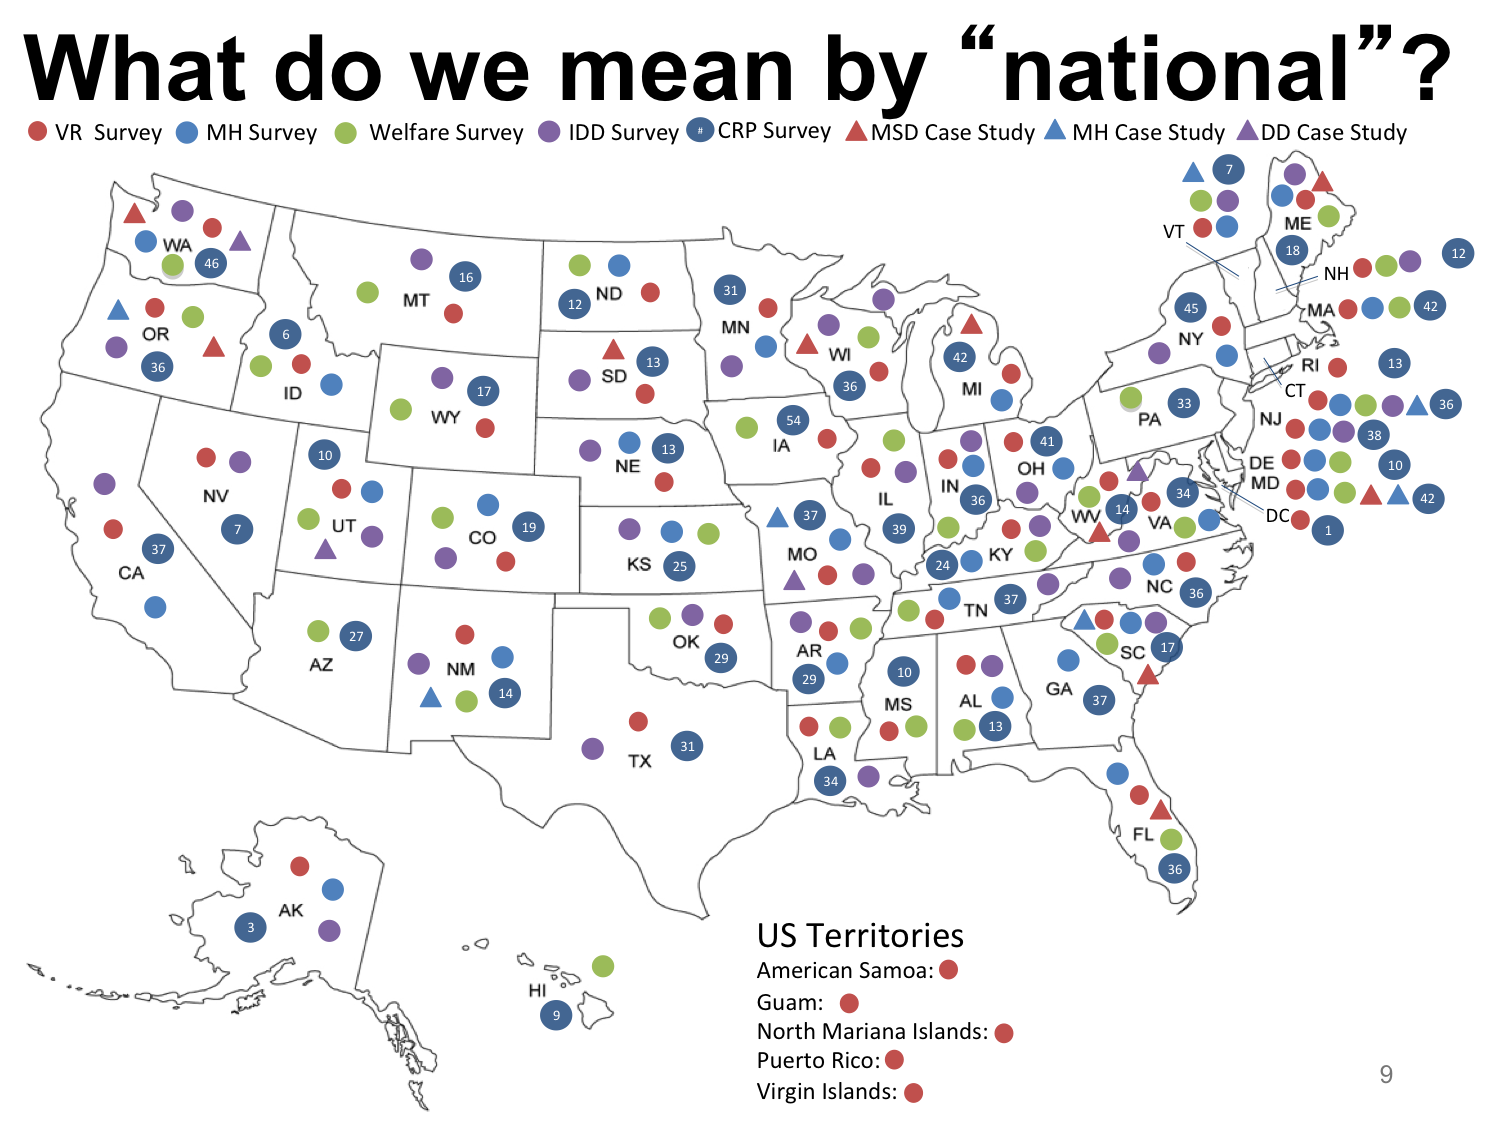 What do we mean by “national”?
VR Survey MH Survey Welfare Survey IDD Survey # CRP Survey MSD Case Study MH Case Study DD Case Study
WA 46
OR 36
CA 37
ID 6
NV 7
MT 16
WY 17
UT 10
CO 19
AZ 27
NM 14
ND 12
SD 13
NE 13
KS 25
OK 29
TX 31
MN 31
IA 54
MO 37
AR 29
LA 34
WI 36
IL 39
MI 42
IN 36
OH 41
KY 24
TN 37
MS 10
AL 13
GA 37
FL 36
SC 17
NC 36
VA 34
WV 14
PA 33
NY 45
VT 7
ME 18
NH 12
MA 42
RI 13
CT 36
NJ 38
DE 10
MD 42
DC 1
AK 3
HI 9
US Territories
American Samoa:
Guam:
North Mariana Islands:
Puerto Rico:
Virgin Islands:
9